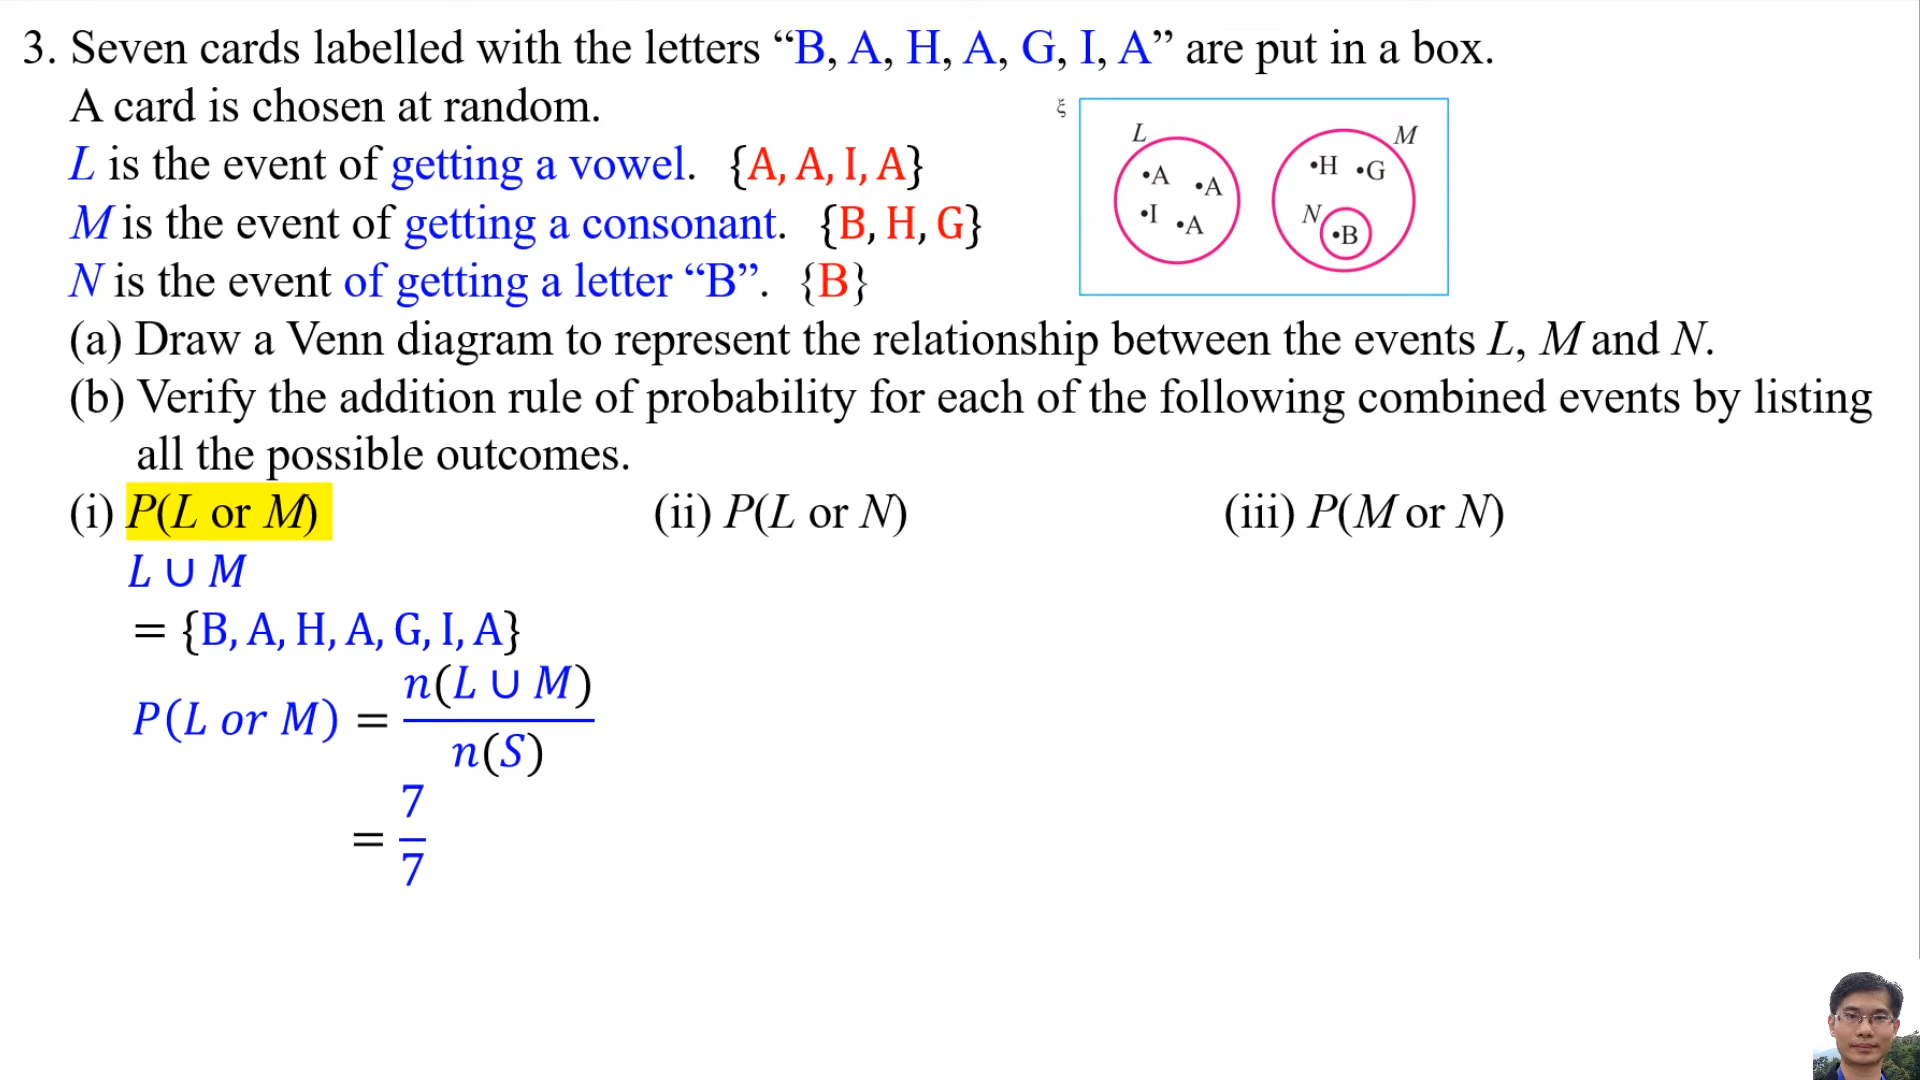 3. Seven cards labelled with the letters “B, A, H, A, G, I, A” are put in a box.
A card is chosen at random.
L is the event of getting a vowel. {A, A, I, A}
M is the event of getting a consonant. {B, H, G}
N is the event of getting a letter “B”. {B}
ξ
L
M
•A •A
•I •A
•H •G
N
•B
(a) Draw a Venn diagram to represent the relationship between the events L, M and N.
(b) Verify the addition rule of probability for each of the following combined events by listing
all the possible outcomes.
(i) P(L or M) (ii) P(L or N) (iii) P(M or N)
L ∪ M
= {B, A, H, A, G, I, A}
P(L or M) = n(L ∪ M) / n(S)
= 7/7